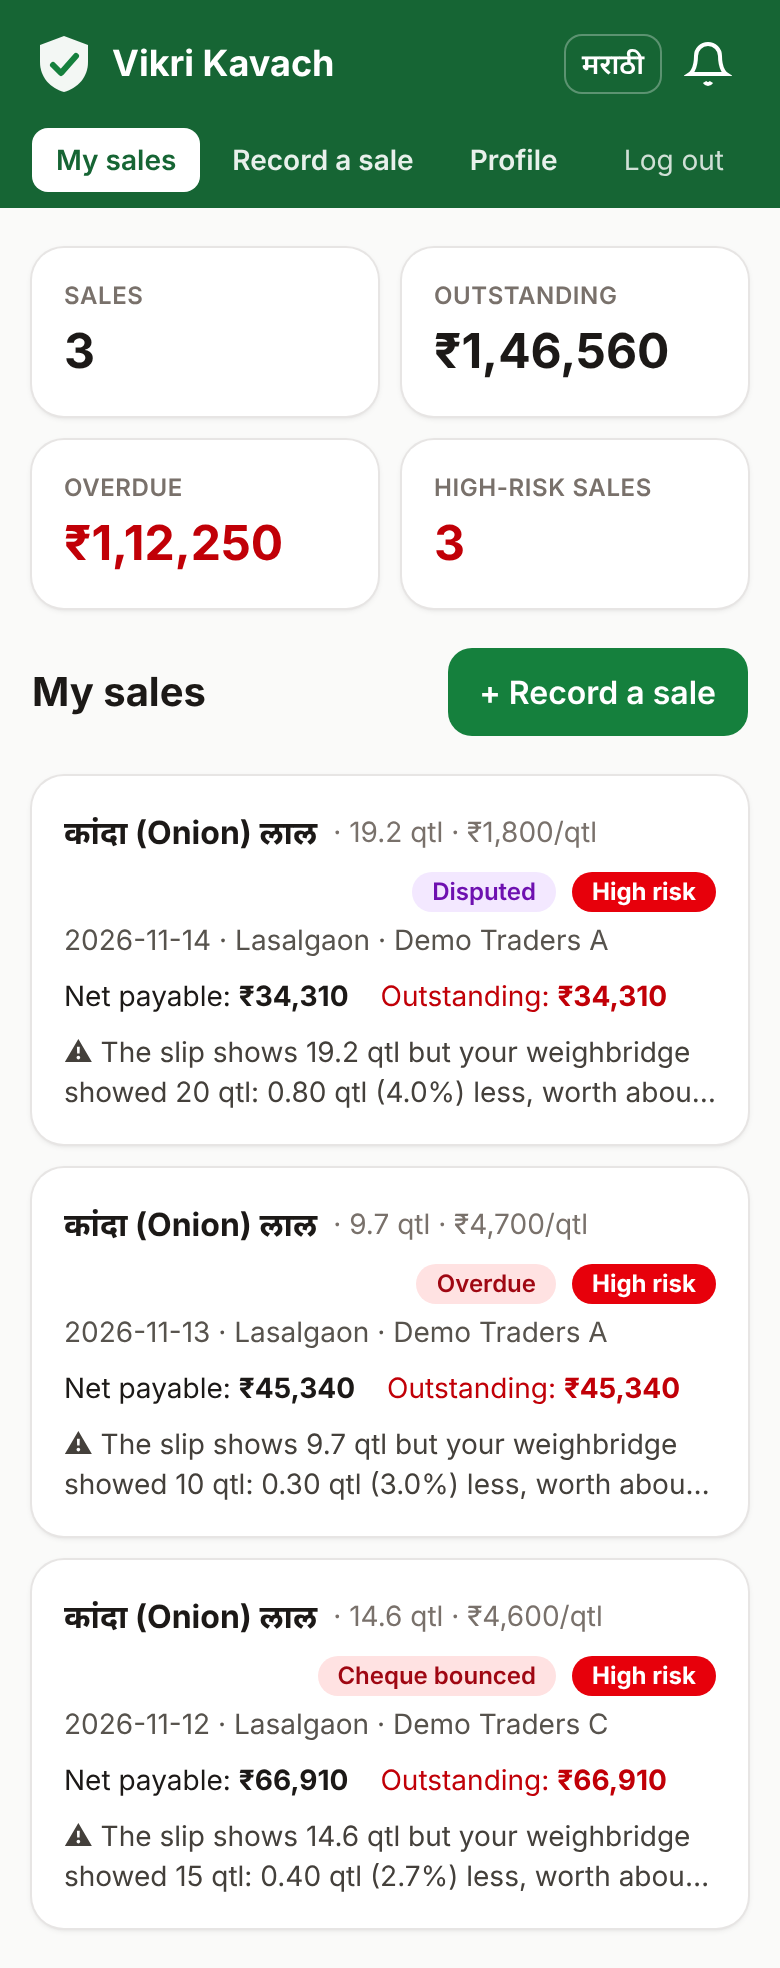 Vikri Kavach मराठी
My sales Record a sale Profile Log out
SALES
3
OUTSTANDING
₹1,46,560
OVERDUE
₹1,12,250
HIGH-RISK SALES
3
My sales + Record a sale
कांदा (Onion) लाल · 19.2 qtl · ₹1,800/qtl
Disputed High risk
2026-11-14 · Lasalgaon · Demo Traders A
Net payable: ₹34,310 Outstanding: ₹34,310
⚠ The slip shows 19.2 qtl but your weighbridge
showed 20 qtl: 0.80 qtl (4.0%) less, worth abou...
कांदा (Onion) लाल · 9.7 qtl · ₹4,700/qtl
Overdue High risk
2026-11-13 · Lasalgaon · Demo Traders A
Net payable: ₹45,340 Outstanding: ₹45,340
⚠ The slip shows 9.7 qtl but your weighbridge
showed 10 qtl: 0.30 qtl (3.0%) less, worth abou...
कांदा (Onion) लाल · 14.6 qtl · ₹4,600/qtl
Cheque bounced High risk
2026-11-12 · Lasalgaon · Demo Traders C
Net payable: ₹66,910 Outstanding: ₹66,910
⚠ The slip shows 14.6 qtl but your weighbridge
showed 15 qtl: 0.40 qtl (2.7%) less, worth abou...